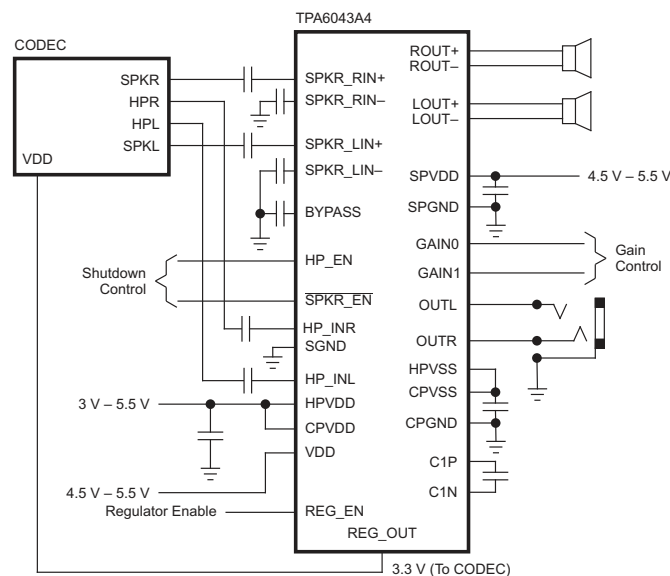 TPA6043A4
CODEC
SPKR
HPR
HPL
SPKL
VDD
SPKR_RIN+
SPKR_RIN–
SPKR_LIN+
SPKR_LIN–
BYPASS
HP_EN
SPKR_EN
HP_INR
SGND
HP_INL
HPVDD
CPVDD
VDD
REG_EN
REG_OUT
ROUT+
ROUT–
LOUT+
LOUT–
SPVDD
SPGND
GAIN0
GAIN1
OUTL
OUTR
HPVSS
CPVSS
CPGND
C1P
C1N
Shutdown
Control
3 V – 5.5 V
4.5 V – 5.5 V
Regulator Enable
4.5 V – 5.5 V
Gain
Control
3.3 V (To CODEC)